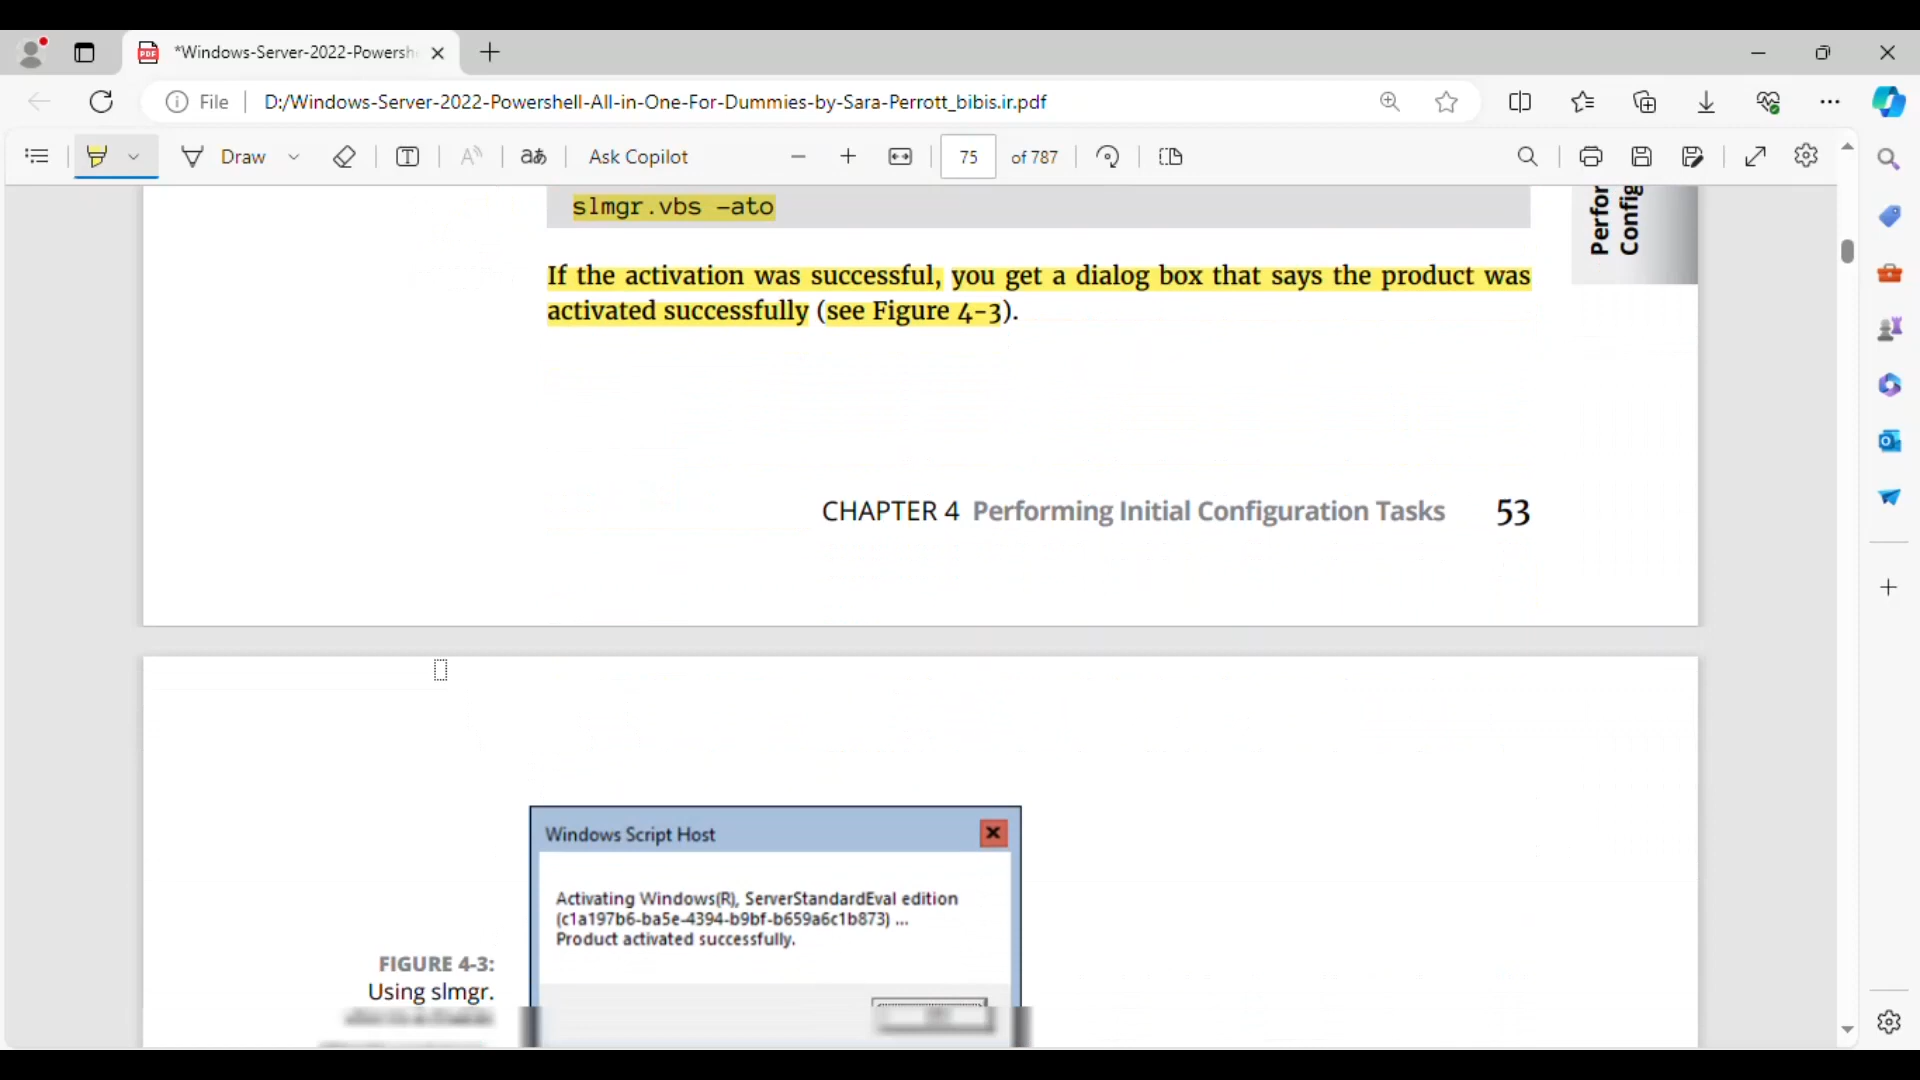 *Windows-Server-2022-Powersh
File
D:/Windows-Server-2022-Powershell-All-in-One-For-Dummies-by-Sara-Perrott_bibis.ir.pdf
Draw
Ask Copilot
75
of 787
slmgr.vbs –ato
Perfor
Config
If the activation was successful, you get a dialog box that says the product was
activated successfully (see Figure 4-3).
CHAPTER 4 Performing Initial Configuration Tasks 53
Windows Script Host
Activating Windows(R), ServerStandardEval edition
(c1a197b6-ba5e-4394-b9bf-b659a6c1b873) ...
Product activated successfully.
FIGURE 4-3:
Using slmgr.